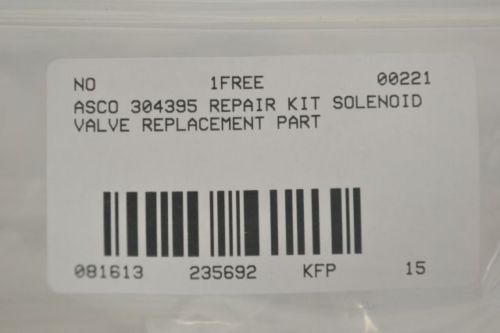 NO 1FREE 00221
ASCO 304395 REPAIR KIT SOLENOID
VALVE REPLACEMENT PART
081613 235692 KFP 15